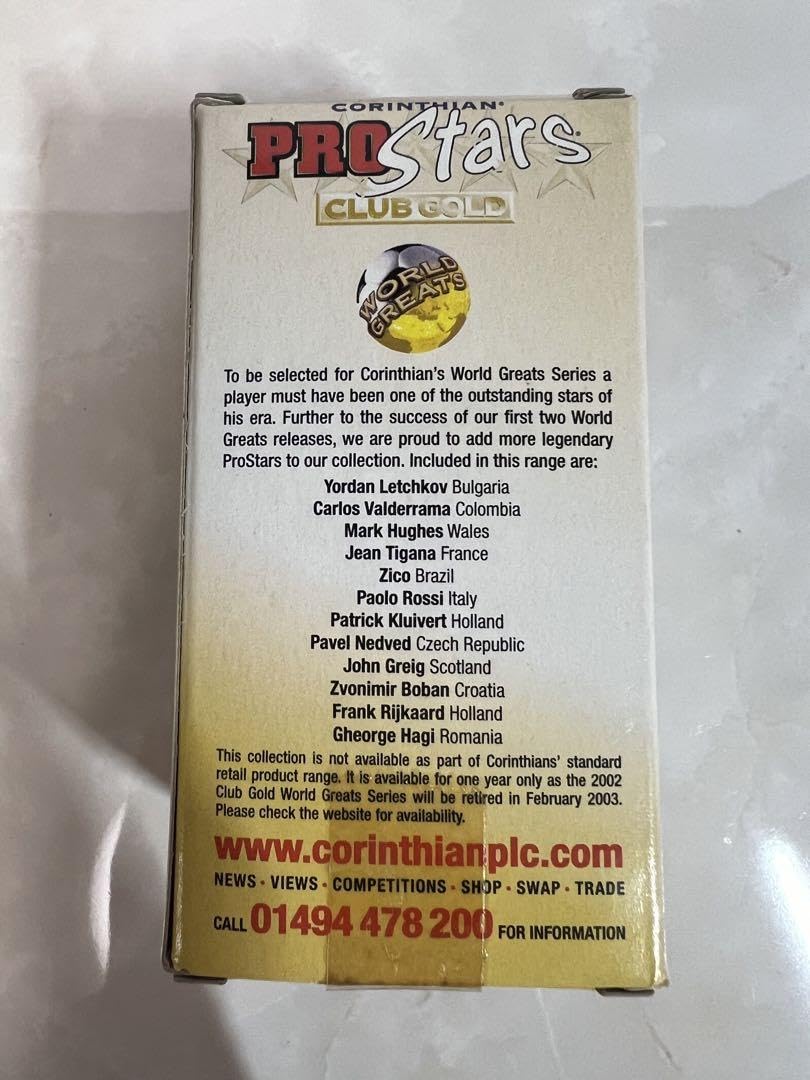 CORINTHIAN®
PROStars®
CLUB GOLD
WORLD
GREATS
To be selected for Corinthian's World Greats Series a
player must have been one of the outstanding stars of
his era. Further to the success of our first two World
Greats releases, we are proud to add more legendary
ProStars to our collection. Included in this range are:
Yordan Letchkov Bulgaria
Carlos Valderrama Colombia
Mark Hughes Wales
Jean Tigana France
Zico Brazil
Paolo Rossi Italy
Patrick Kluivert Holland
Pavel Nedved Czech Republic
John Greig Scotland
Zvonimir Boban Croatia
Frank Rijkaard Holland
Gheorge Hagi Romania
This collection is not available as part of Corinthians' standard
retail product range. It is available for one year only as the 2002
Club Gold World Greats Series will be retired in February 2003.
Please check the website for availability.
www.corinthianplc.com
NEWS • VIEWS • COMPETITIONS • SHOP • SWAP • TRADE
CALL 01494 478 200 FOR INFORMATION